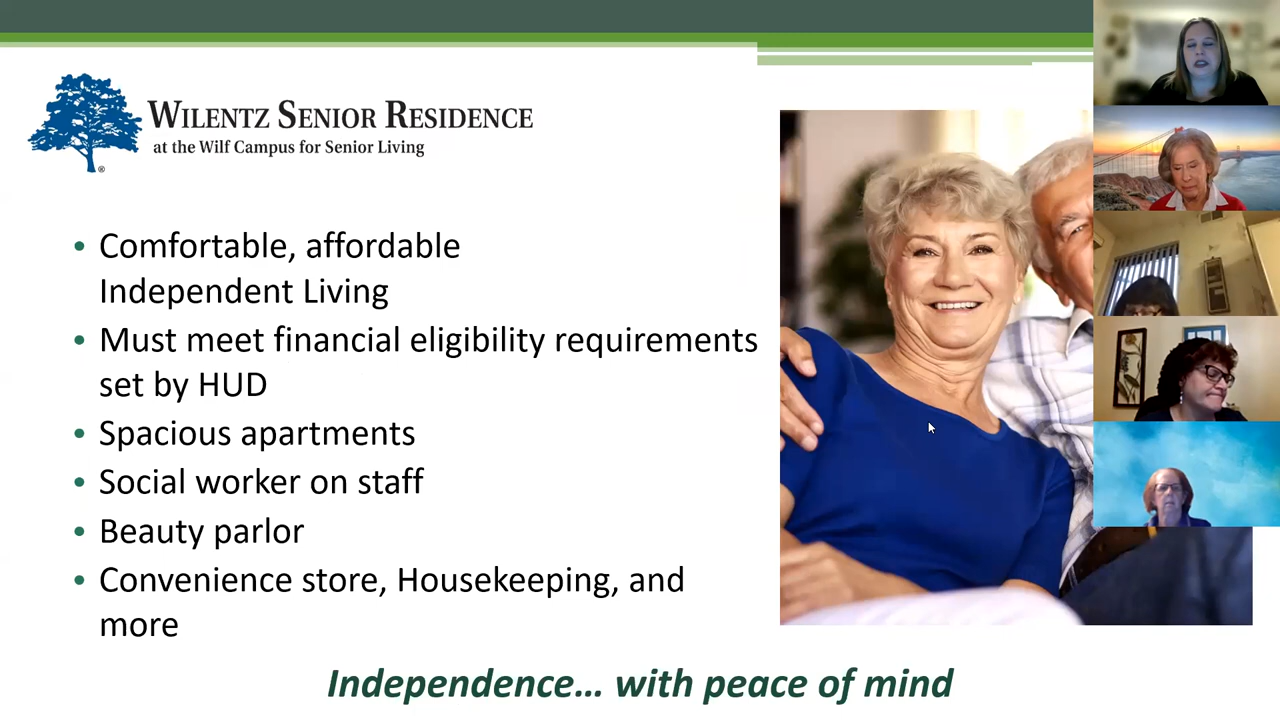 WILENTZ SENIOR RESIDENCE
at the Wilf Campus for Senior Living
®
• Comfortable, affordable
Independent Living
• Must meet financial eligibility requirements
set by HUD
• Spacious apartments
• Social worker on staff
• Beauty parlor
• Convenience store, Housekeeping, and
more
Independence... with peace of mind